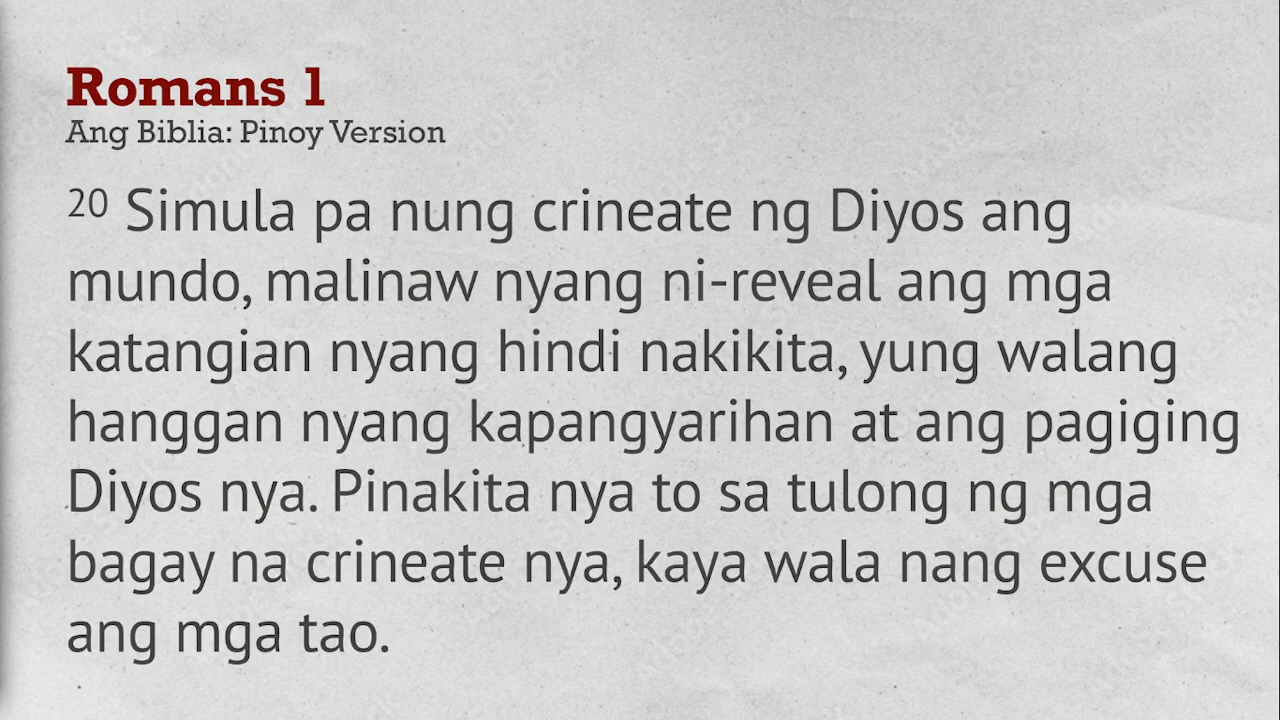 Romans 1
Ang Biblia: Pinoy Version
20 Simula pa nung crineate ng Diyos ang
mundo, malinaw nyang ni-reveal ang mga
katangian nyang hindi nakikita, yung walang
hanggan nyang kapangyarihan at ang pagiging
Diyos nya. Pinakita nya to sa tulong ng mga
bagay na crineate nya, kaya wala nang excuse
ang mga tao.